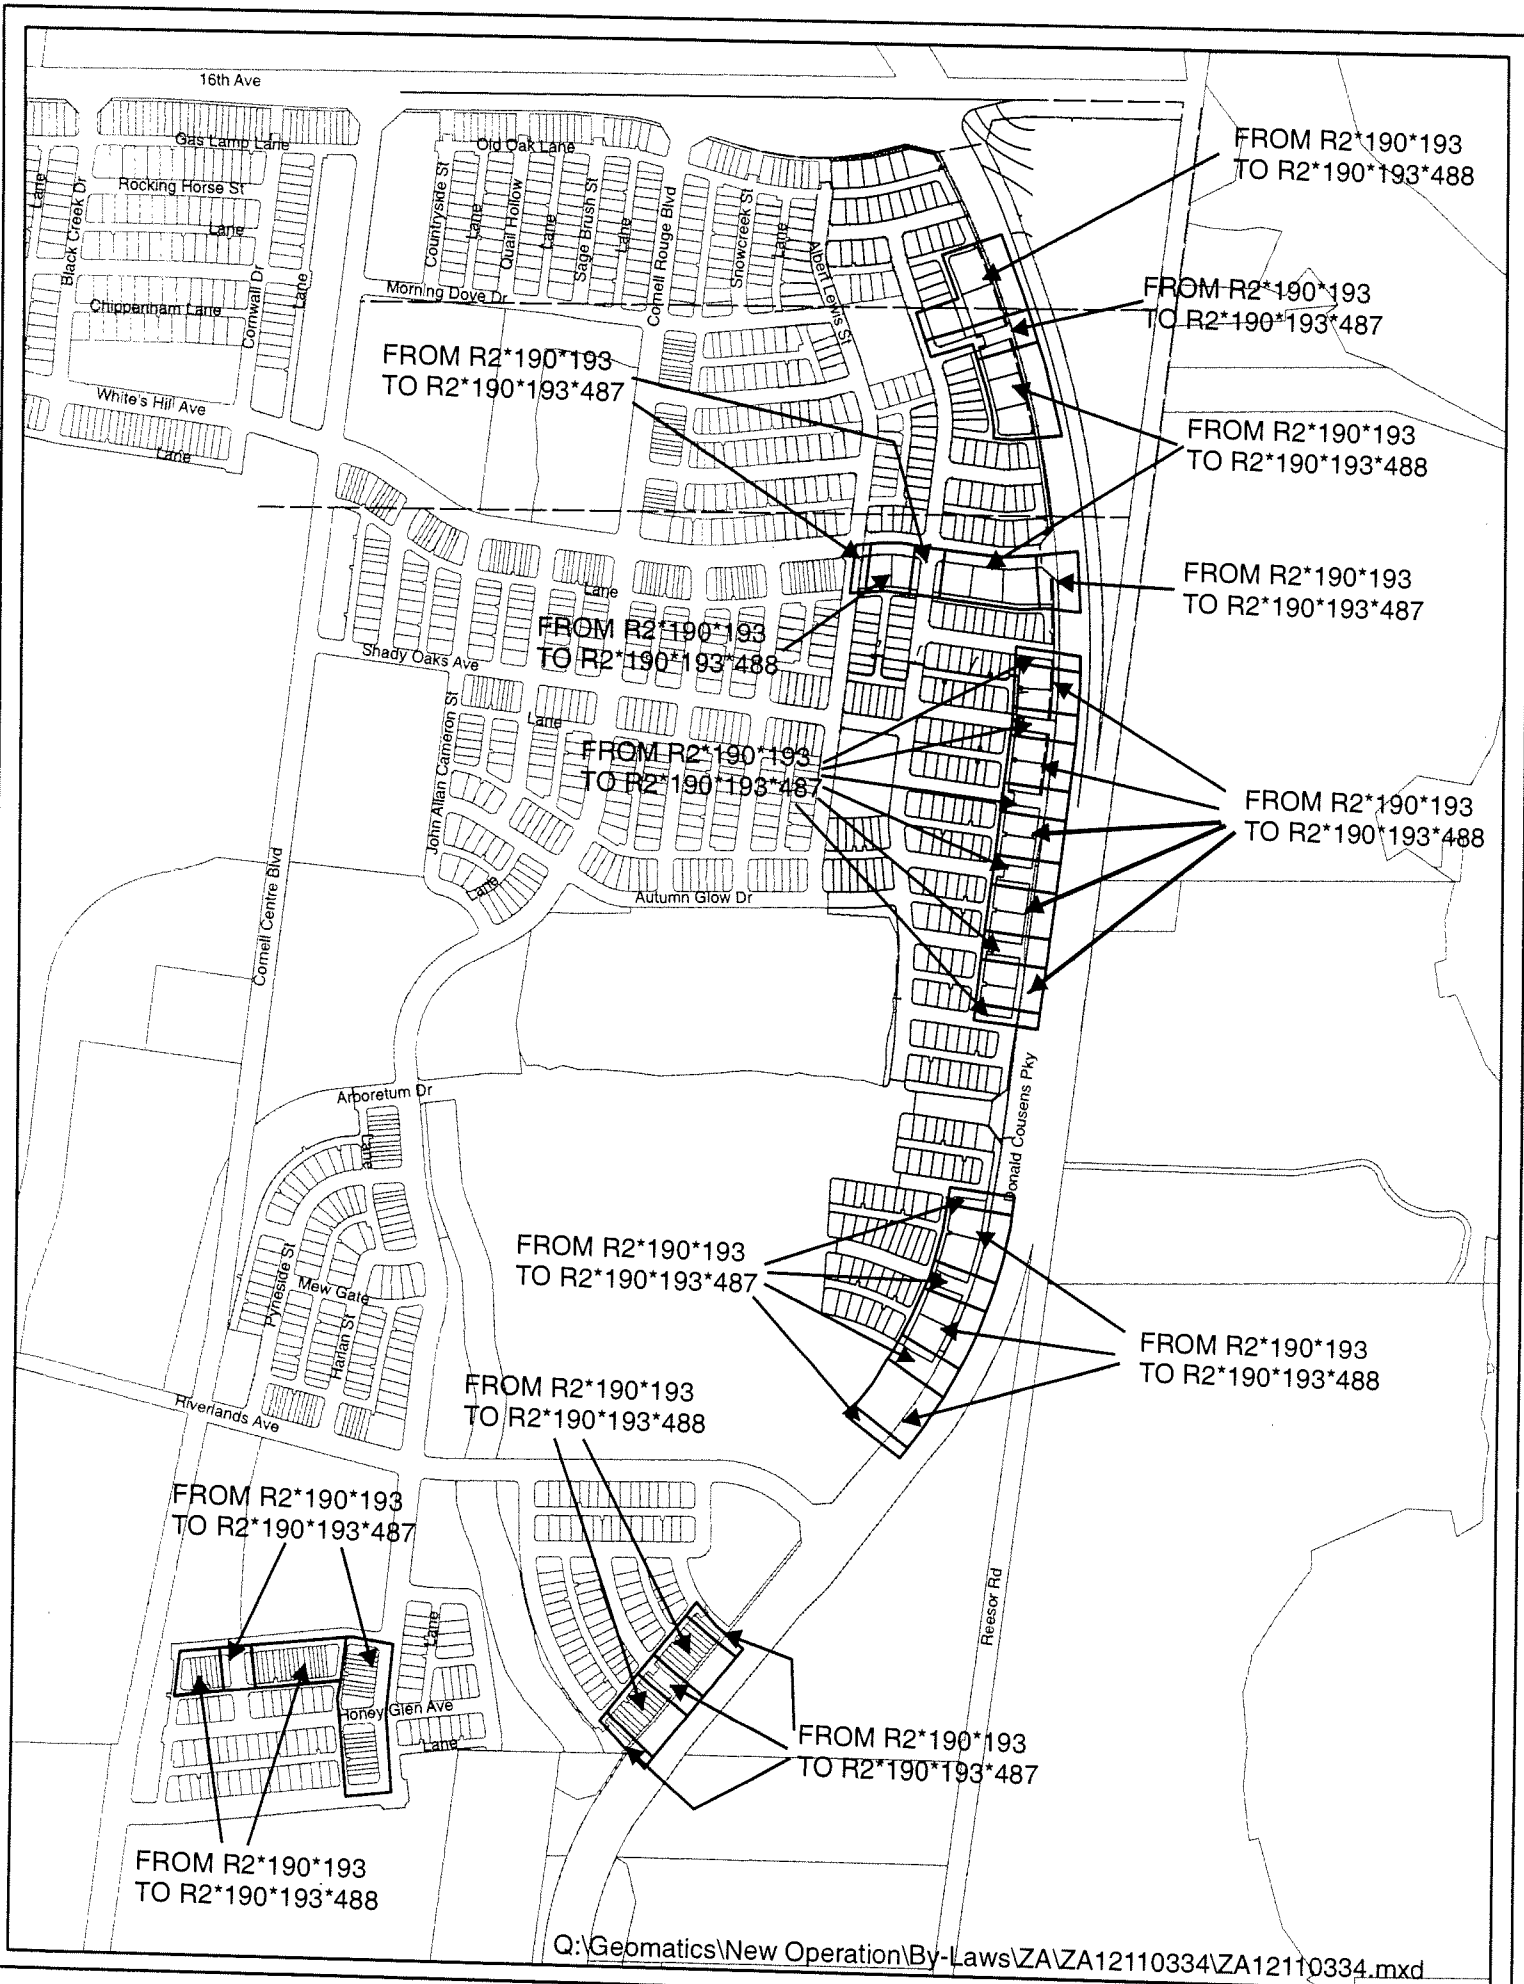 16th Ave
Gas Lamp Lane
Old Oak Lane
FROM R2*190*193
TO R2*190*193*488
Lane
Black Creek Dr
Rocking Horse St
Lane
Countryside St
Lane
Quail Hollow
Lane
Sage Brush St
Lane
Cornell Rouge Blvd
Snowcreek St
Lane
Albert Lewis St
Chippenham Lane
Cornwall Dr
Lane
Morning Dove Dr
FROM R2*190*193
TO R2*190*193*487
FROM R2*190*193
TO R2*190*193*487
White's Hill Ave
Lane
FROM R2*190*193
TO R2*190*193*488
FROM R2*190*193
TO R2*190*193*487
Lane
FROM R2*190*193
TO R2*190*193*488
Shady Oaks Ave
John Allan Cameron St
Lane
FROM R2*190*193
TO R2*190*193*487
FROM R2*190*193
TO R2*190*193*488
Lane
Autumn Glow Dr
Cornell Centre Blvd
Donald Cousens Pky
Arboretum Dr
Lane
Pyneside St
Mew Gate
Harlan St
FROM R2*190*193
TO R2*190*193*487
FROM R2*190*193
TO R2*190*193*488
Riverlands Ave
FROM R2*190*193
TO R2*190*193*488
FROM R2*190*193
TO R2*190*193*487
Reesor Rd
Lane
Honey Glen Ave
Lane
FROM R2*190*193
TO R2*190*193*487
FROM R2*190*193
TO R2*190*193*488
Q:\Geomatics\New Operation\By-Laws\ZA\ZA12110334\ZA12110334.mxd